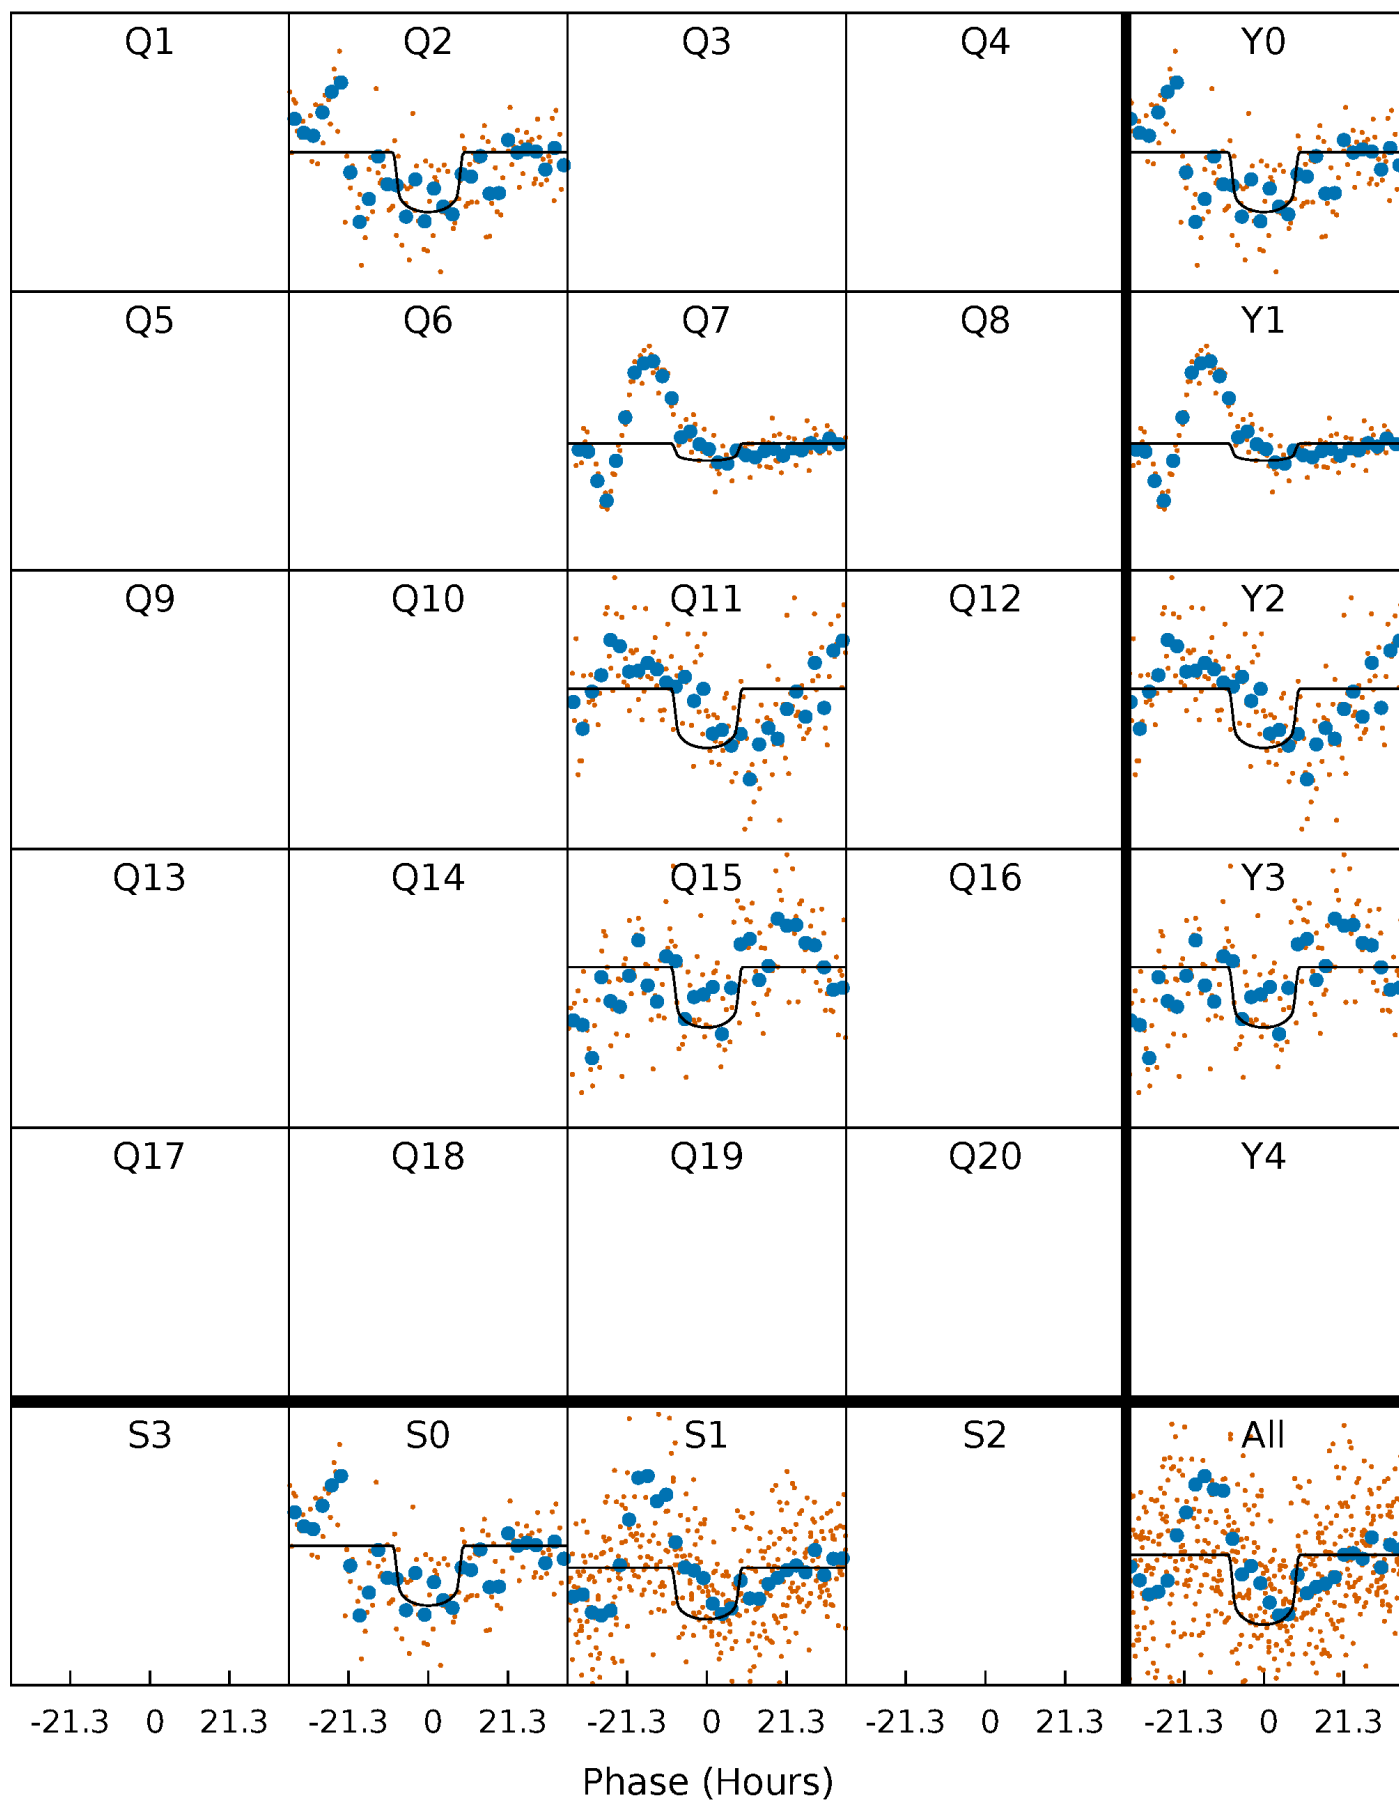 Q1 Q2 Q3 Q4 Y0
Q5 Q6 Q7 Q8 Y1
Q9 Q10 Q11 Q12 Y2
Q13 Q14 Q15 Q16 Y3
Q17 Q18 Q19 Q20 Y4
S3 S0 S1 S2 All
-21.3 0 21.3 -21.3 0 21.3 -21.3 0 21.3 -21.3 0 21.3 -21.3 0 21.3
Phase (Hours)